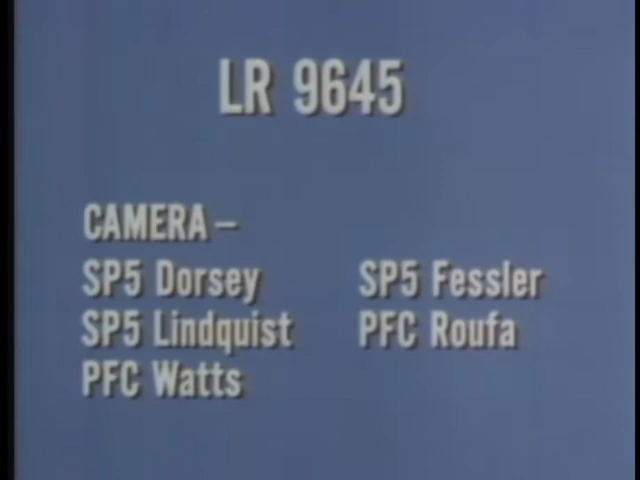 LR 9645
CAMERA –
SP5 Dorsey SP5 Fessler
SP5 Lindquist PFC Roufa
PFC Watts